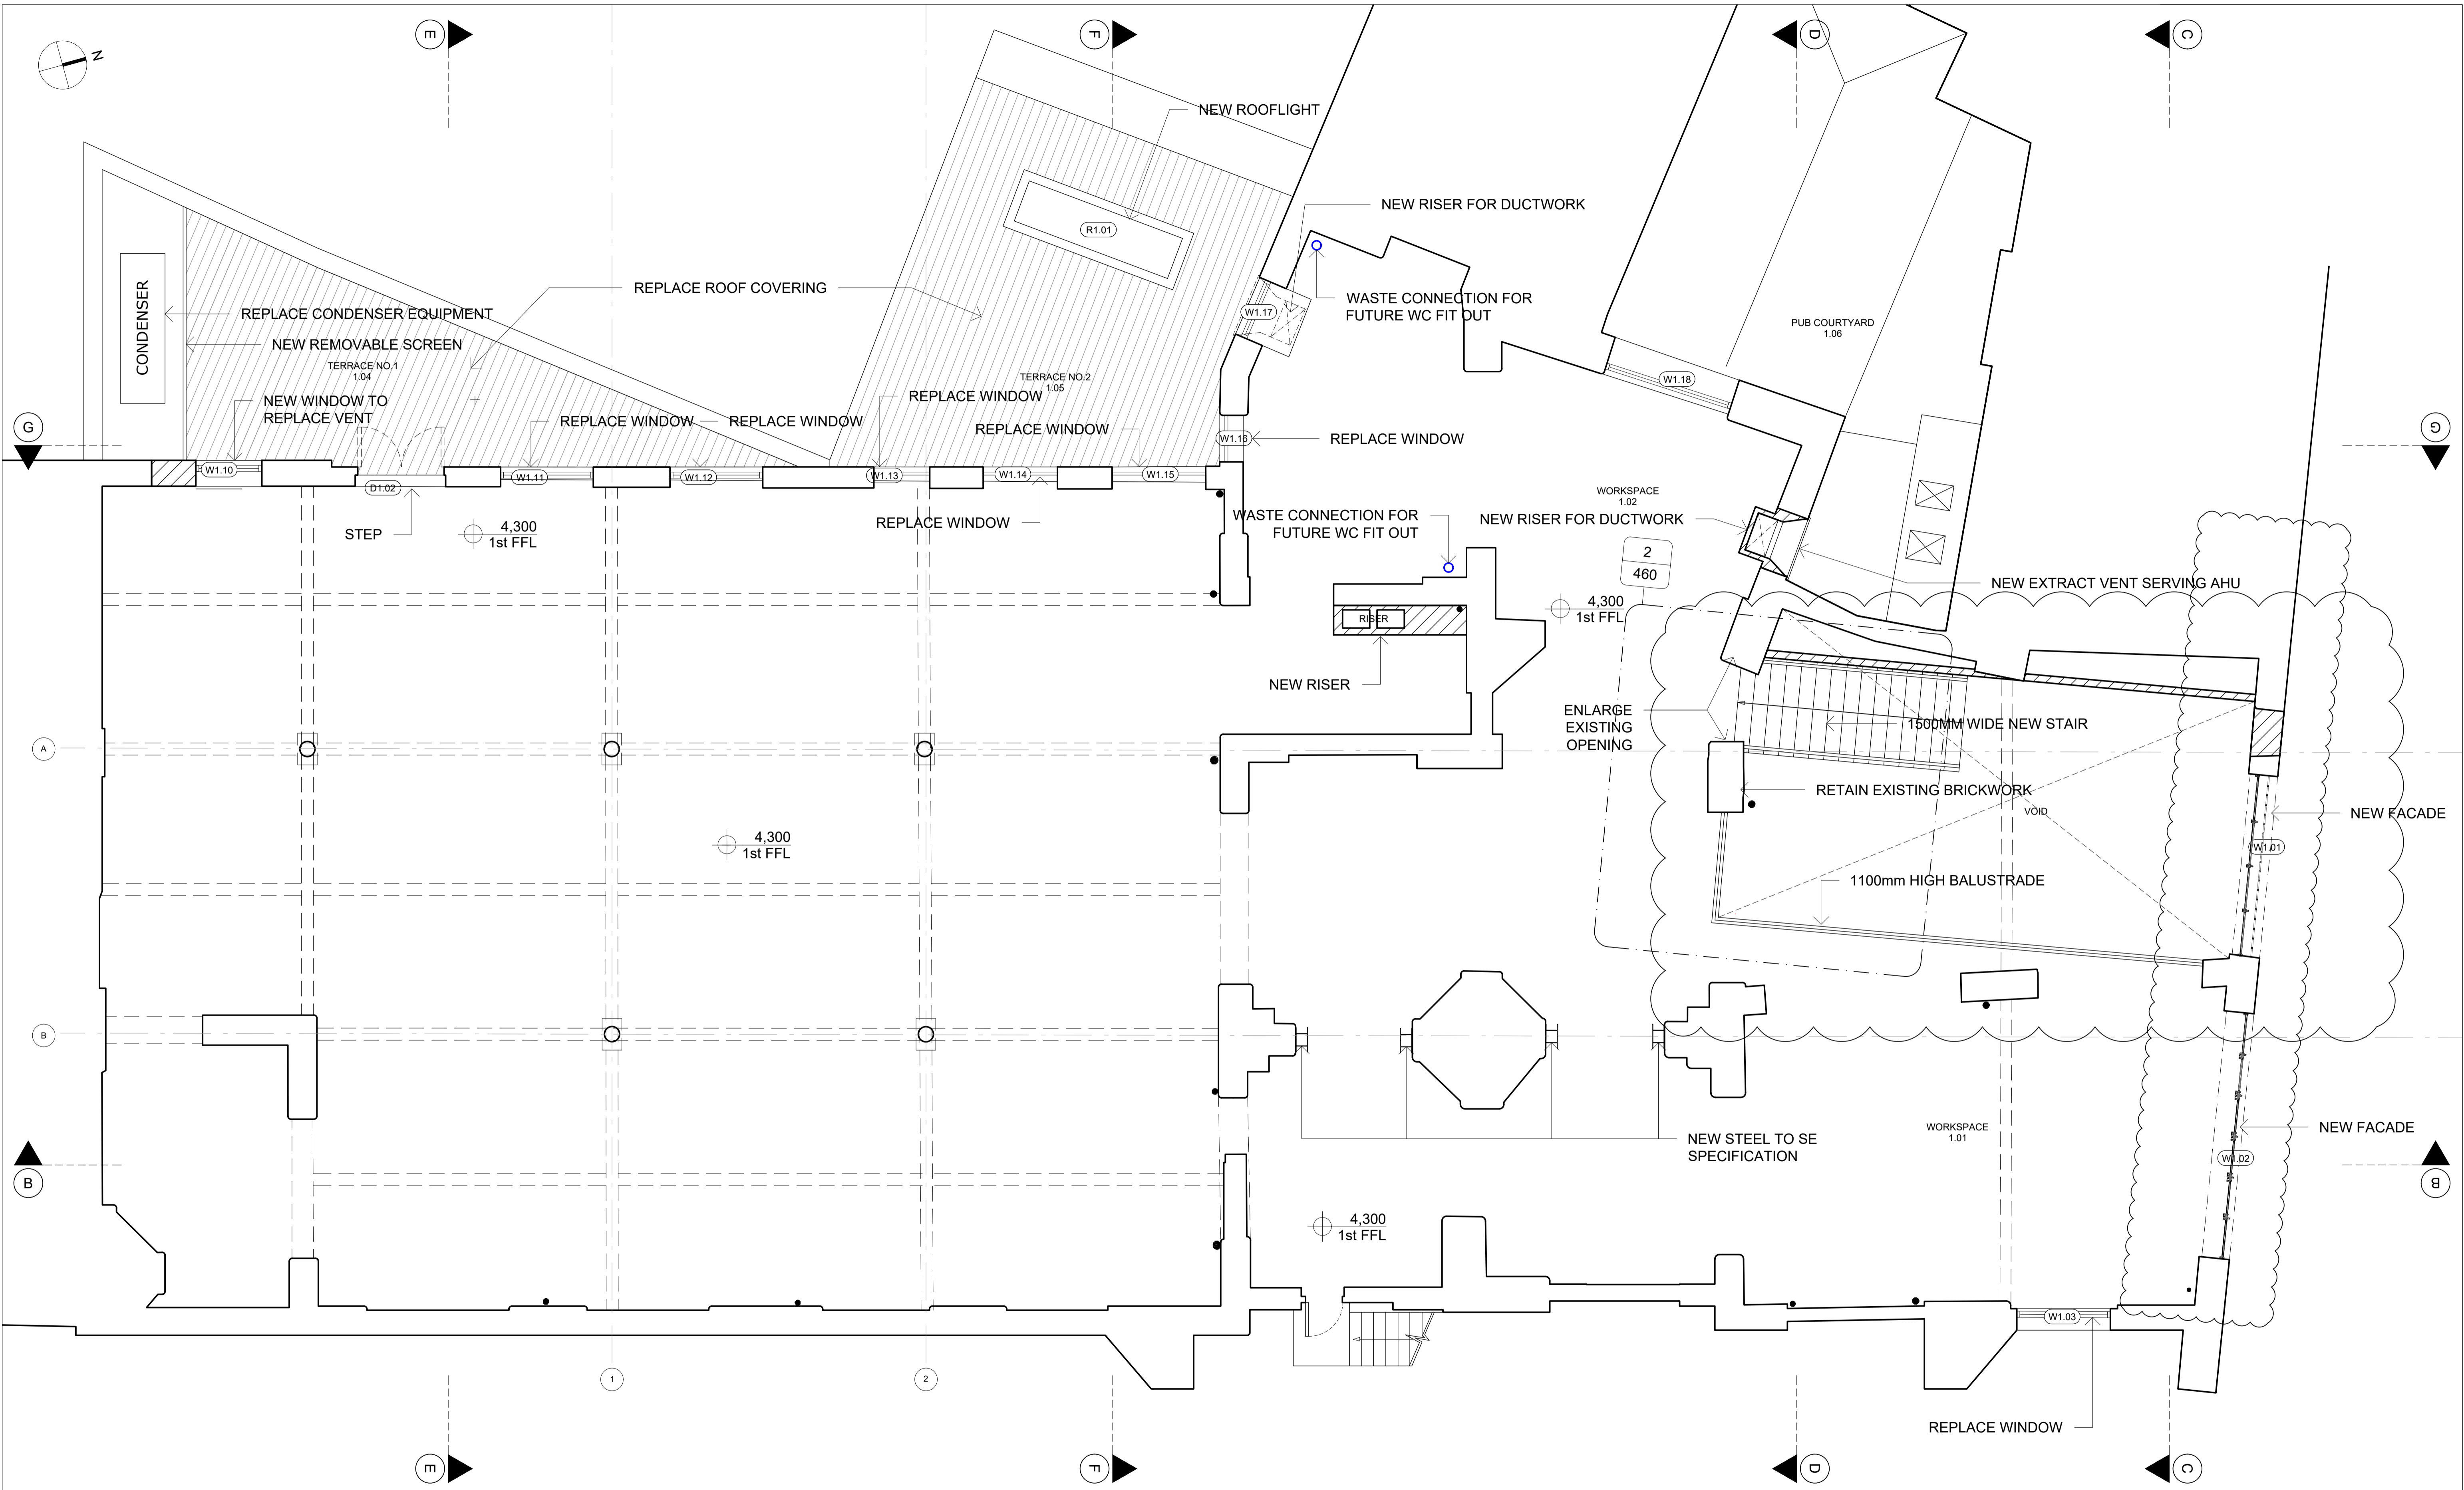 E
F
D
C
N
NEW ROOFLIGHT
NEW RISER FOR DUCTWORK
R1.01
REPLACE ROOF COVERING
WASTE CONNECTION FOR
FUTURE WC FIT OUT
W1.17
CONDENSER
REPLACE CONDENSER EQUIPMENT
NEW REMOVABLE SCREEN
TERRACE NO.1
1.04
TERRACE NO.2
1.05
PUB COURTYARD
1.06
W1.18
NEW WINDOW TO
REPLACE VENT
REPLACE WINDOW
REPLACE WINDOW
REPLACE WINDOW
REPLACE WINDOW
W1.16
REPLACE WINDOW
G
G
W1.10
D1.02
W1.11
W1.12
W1.13
W1.14
W1.15
STEP
4,300
1st FFL
REPLACE WINDOW
WASTE CONNECTION FOR
FUTURE WC FIT OUT
WORKSPACE
1.02
NEW RISER FOR DUCTWORK
2
460
NEW EXTRACT VENT SERVING AHU
4,300
1st FFL
RISER
NEW RISER
ENLARGE
EXISTING
OPENING
1500MM WIDE NEW STAIR
A
RETAIN EXISTING BRICKWORK
VOID
NEW FACADE
W1.01
4,300
1st FFL
1100mm HIGH BALUSTRADE
B
NEW STEEL TO SE
SPECIFICATION
WORKSPACE
1.01
NEW FACADE
W1.02
B
B
4,300
1st FFL
W1.03
1
2
REPLACE WINDOW
E
F
D
C